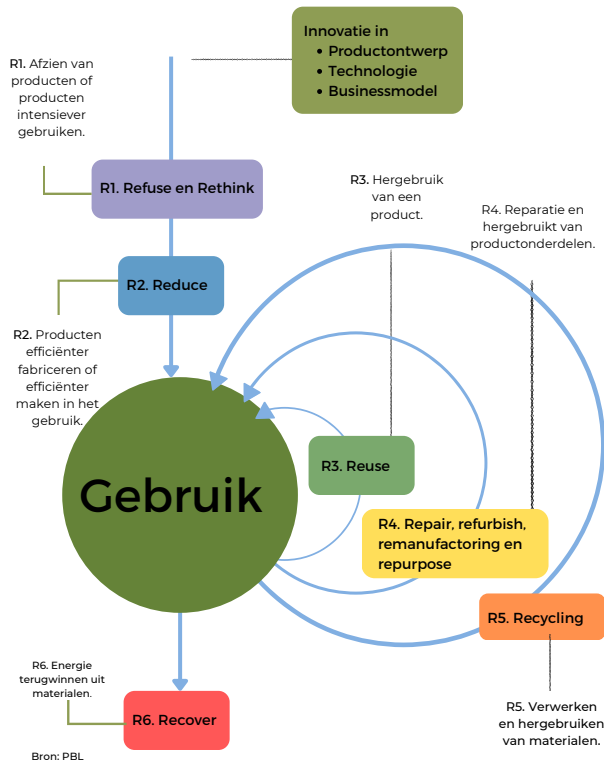 Innovatie in
• Productontwerp
• Technologie
• Businessmodel
R1. Afzien van
producten of
producten
intensiever
gebruiken.
R1. Refuse en Rethink
R3. Hergebruik
van een
product.
R4. Reparatie en
hergebruikt van
productonderdelen.
R2. Reduce
R2. Producten
efficiënter
fabriceren of
efficiënter
maken in het
gebruik.
Gebruik
R3. Reuse
R4. Repair, refurbish,
remanufactoring en
repurpose
R5. Recycling
R6. Energie
terugwinnen uit
materialen.
R6. Recover
R5. Verwerken
en hergebruiken
van materialen.
Bron: PBL